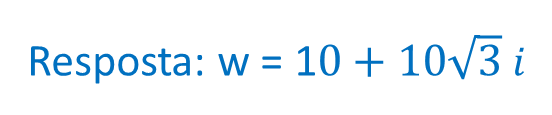 Resposta: w = 10 + 10√3 i